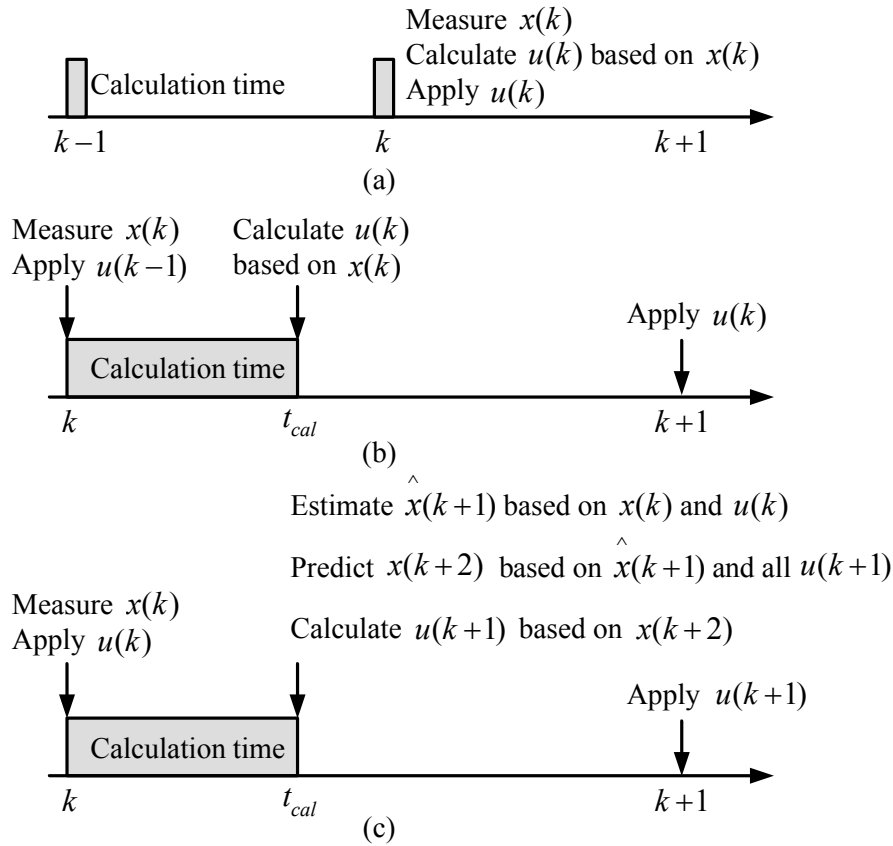 Measure x(k)
Calculate u(k) based on x(k)
Apply u(k)
Calculation time
k−1
k
k+1
(a)
Measure x(k)
Apply u(k−1)
Calculate u(k)
based on x(k)
Apply u(k)
Calculation time
k
t_cal
k+1
(b)
Estimate x̂(k+1) based on x(k) and u(k)
Predict x(k+2) based on x̂(k+1) and all u(k+1)
Measure x(k)
Apply u(k)
Calculate u(k+1) based on x(k+2)
Apply u(k+1)
Calculation time
k
t_cal
k+1
(c)